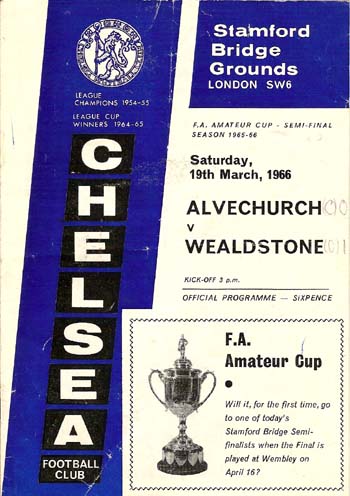 Stamford
Bridge
Grounds
LONDON SW6
LEAGUE
CHAMPIONS 1954-55
LEAGUE CUP
WINNERS 1964-65
CHELSEA
FOOTBALL
CLUB
F.A. AMATEUR CUP - SEMI-FINAL
SEASON 1965-66
Saturday,
19th March, 1966
ALVECHURCH
v
WEALDSTONE
KICK-OFF 3 p.m.
OFFICIAL PROGRAMME — SIXPENCE
F.A.
Amateur Cup
Will it, for the first time, go
to one of today's
Stamford Bridge Semi-
finalists when the Final is
played at Wembley on
April 16?